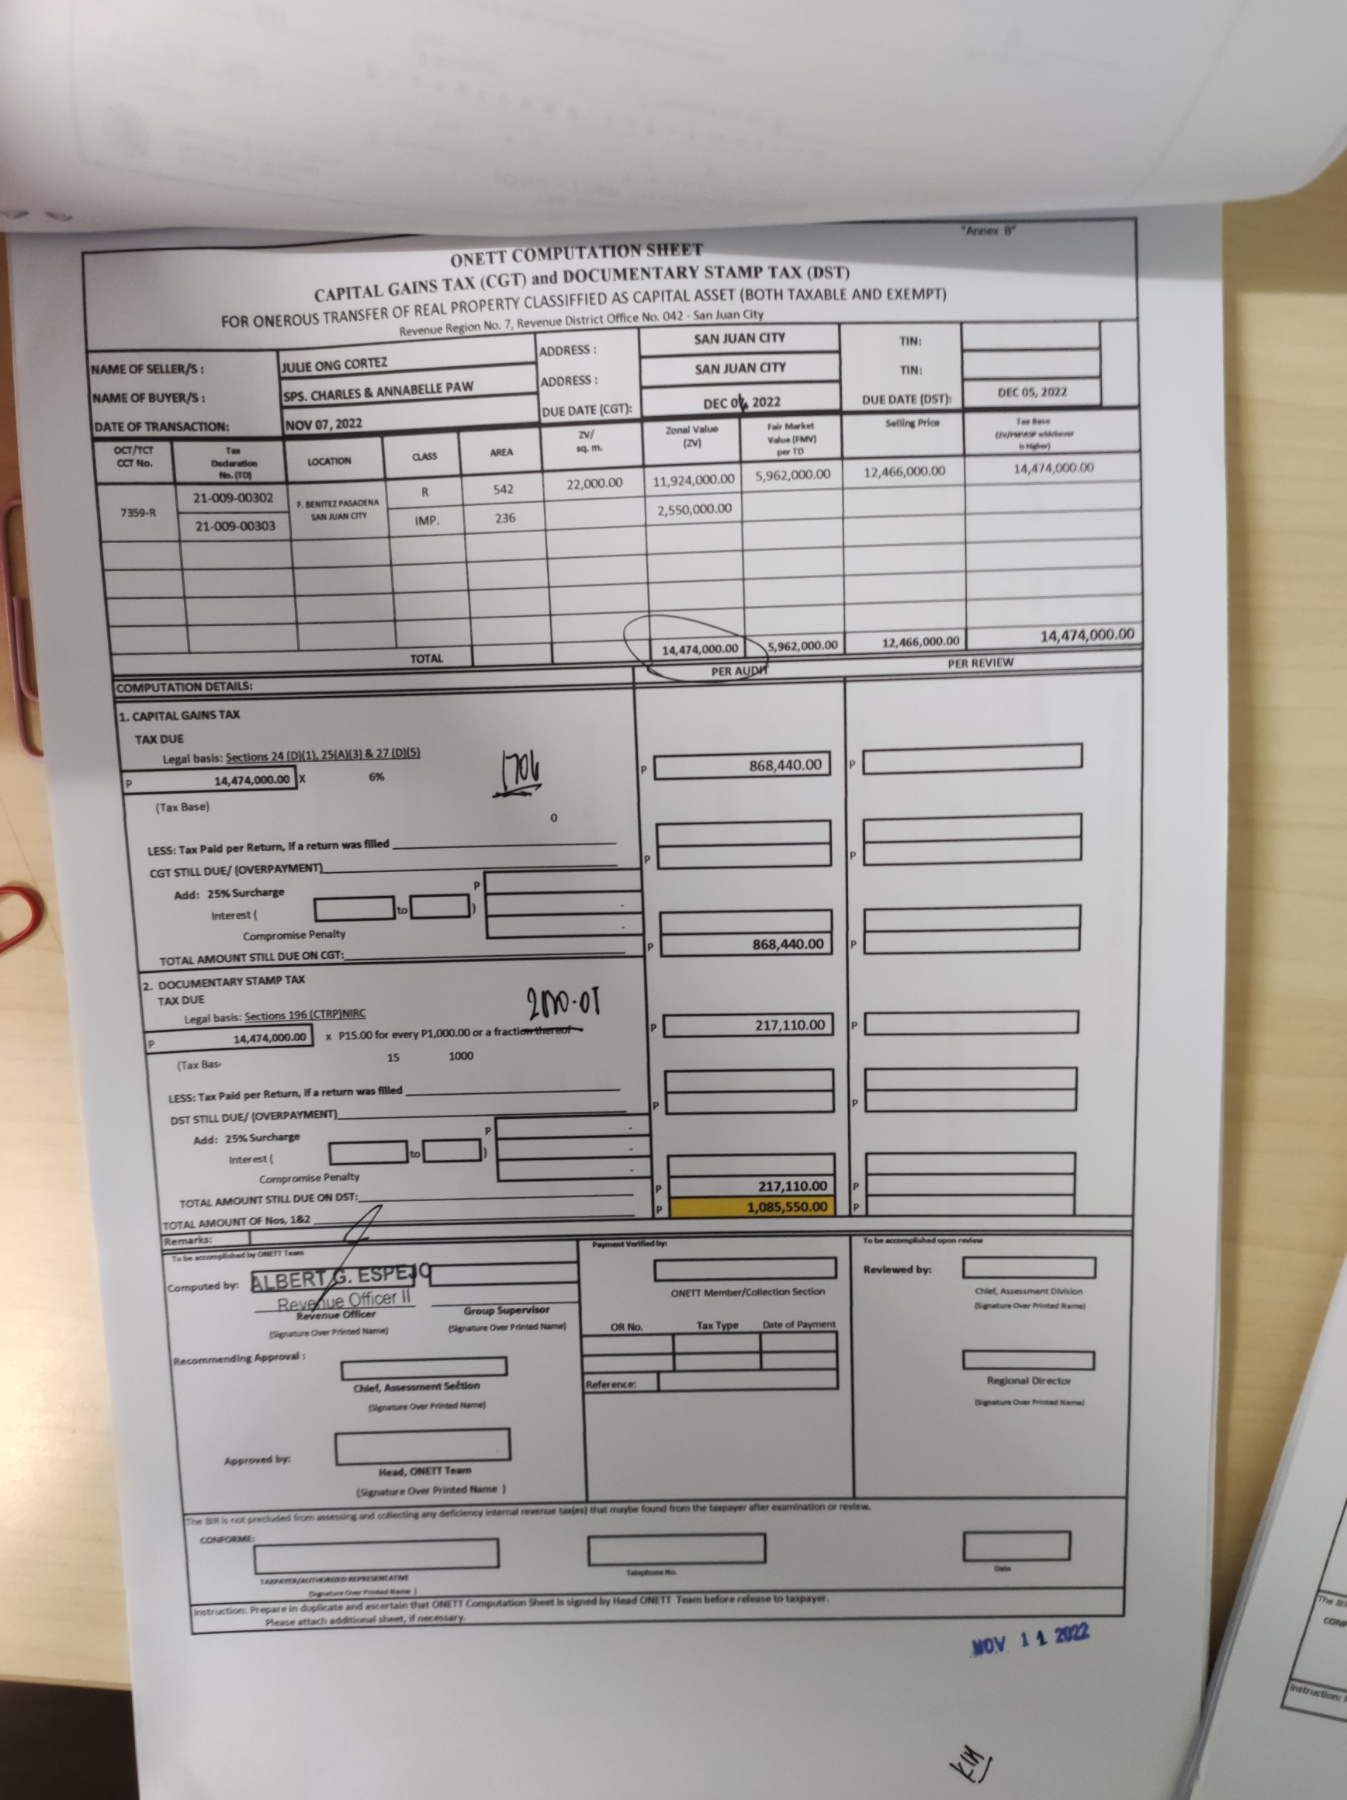 "Annex B"
ONETT COMPUTATION SHEET
CAPITAL GAINS TAX (CGT) and DOCUMENTARY STAMP TAX (DST)
FOR ONEROUS TRANSFER OF REAL PROPERTY CLASSIFFIED AS CAPITAL ASSET (BOTH TAXABLE AND EXEMPT)
Revenue Region No. 7, Revenue District Office No. 042 - San Juan City
NAME OF SELLER/S : JULIE ONG CORTEZ ADDRESS : SAN JUAN CITY TIN:
NAME OF BUYER/S : SPS. CHARLES & ANNABELLE PAW ADDRESS : SAN JUAN CITY TIN:
DATE OF TRANSACTION: NOV 07, 2022 DUE DATE (CGT): DEC 2022 DUE DATE (DST): DEC 05, 2022
OCT/TCT CCT No. Tax Declaration No. (TD) LOCATION CLASS AREA ZV/ sq. m. Zonal Value (ZV) Fair Market Value (FMV) per TD Selling Price Tax Base (ZV/FMV/SP whichever is higher)
7359-R 21-009-00302 F. BENITEZ PASADENA SAN JUAN CITY R 542 22,000.00 11,924,000.00 5,962,000.00 12,466,000.00 14,474,000.00
21-009-00303 IMP. 236 2,550,000.00
TOTAL 14,474,000.00 5,962,000.00 12,466,000.00 14,474,000.00
COMPUTATION DETAILS: PER AUDIT PER REVIEW
1. CAPITAL GAINS TAX
TAX DUE
Legal basis: Sections 24 (D)(1), 25(A)(3) & 27 (D)(5)
1706
P 14,474,000.00 X 6% P 868,440.00 P
(Tax Base)
0
LESS: Tax Paid per Return, If a return was filled
CGT STILL DUE/ (OVERPAYMENT) P P
Add: 25% Surcharge P
Interest ( to ) -
Compromise Penalty -
TOTAL AMOUNT STILL DUE ON CGT: P 868,440.00 P
2. DOCUMENTARY STAMP TAX
TAX DUE
2000-OT
Legal basis: Sections 196 (CTRP)NIRC
P 14,474,000.00 x P15.00 for every P1,000.00 or a fraction thereof P 217,110.00 P
(Tax Bas 15 1000
LESS: Tax Paid per Return, If a return was filled
DST STILL DUE/ (OVERPAYMENT) P P
Add: 25% Surcharge P -
Interest ( to ) -
Compromise Penalty -
TOTAL AMOUNT STILL DUE ON DST: P 217,110.00 P
TOTAL AMOUNT OF Nos, 1&2 P 1,085,550.00 P
Remarks:
To be accomplished by ONETT Team Payment Verified by: To be accomplished upon review
Computed by: ALBERT G. ESPEJO Reviewed by:
Revenue Officer II
Revenue Officer Group Supervisor ONETT Member/Collection Section Chief, Assessment Division
(Signature Over Printed Name) (Signature Over Printed Name) (Signature Over Printed Name)
OR No. Tax Type Date of Payment
Recommending Approval :
Chief, Assessment Section Reference: Regional Director
(Signature Over Printed Name) (Signature Over Printed Name)
Approved by:
Head, ONETT Team
(Signature Over Printed Name )
The BIR is not precluded from assessing and collecting any deficiency internal revenue tax(es) that maybe found from the taxpayer after examination or review.
CONFORME:
TAXPAYER/AUTHORIZED REPRESENTATIVE Telephone No. Date
(Signature Over Printed Name )
Instruction: Prepare in duplicate and ascertain that ONETT Computation Sheet is signed by Head ONETT Team before release to taxpayer.
Please attach additional sheet, if necessary.
NOV 11 2022
KIM